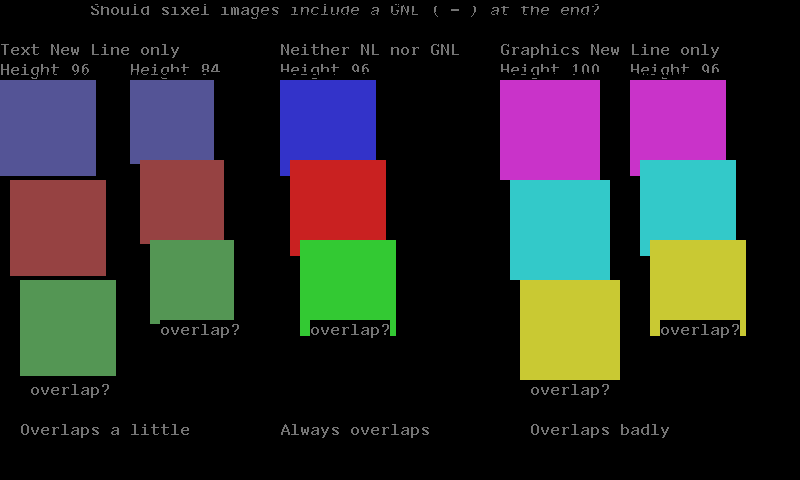 Should sixel images include a GNL ( - ) at the end?
Text New Line only Neither NL nor GNL Graphics New Line only
Height 96 Height 84 Height 96 Height 100 Height 96
overlap? overlap? overlap?
overlap? overlap?
Overlaps a little Always overlaps Overlaps badly